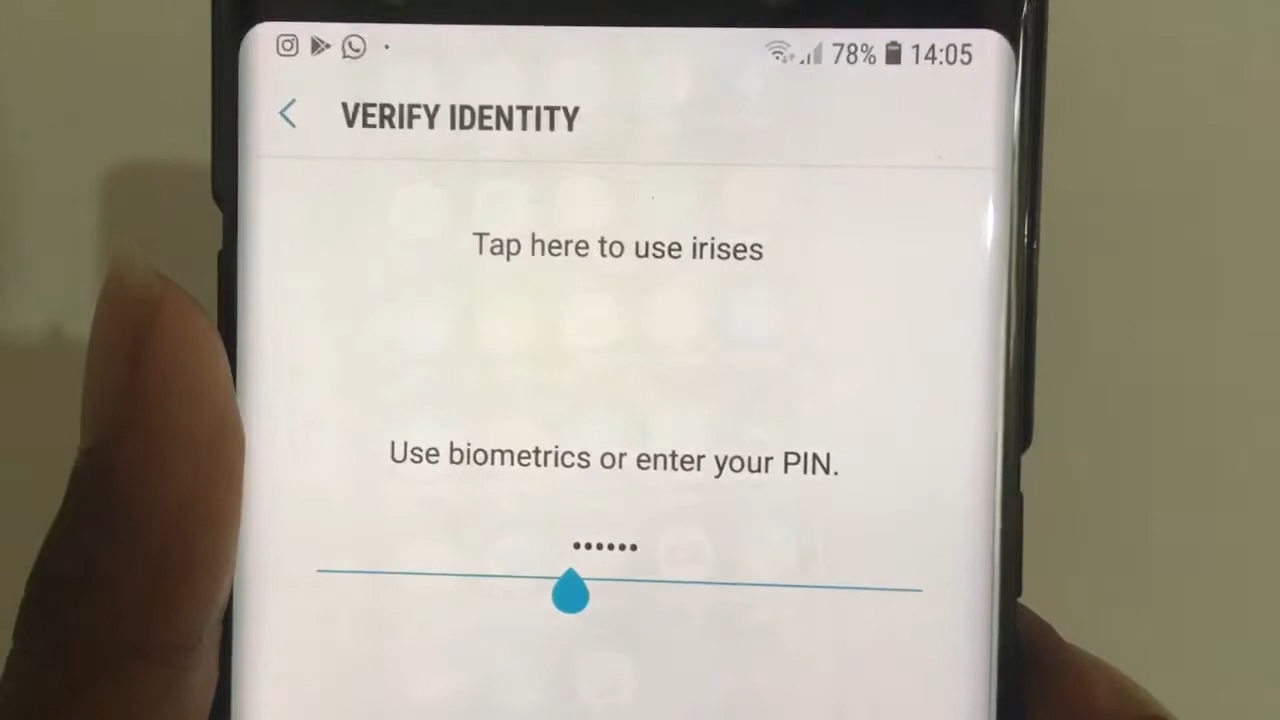 78% 14:05
VERIFY IDENTITY
Tap here to use irises
Use biometrics or enter your PIN.
••••••